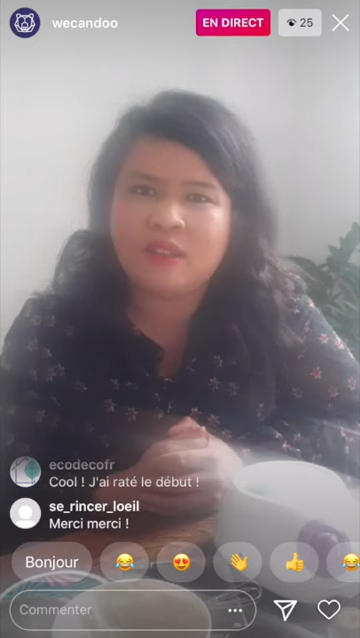 wecandoo
EN DIRECT
25
ecodecofr
Cool ! J'ai raté le début !
se_rincer_loeil
Merci merci !
Bonjour
Commenter